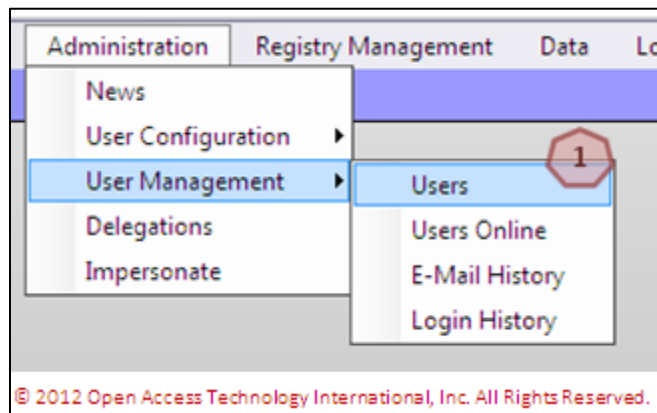 Administration Registry Management Data Lo
News
User Configuration
User Management
Delegations
Impersonate
1
Users
Users Online
E-Mail History
Login History
© 2012 Open Access Technology International, Inc. All Rights Reserved.